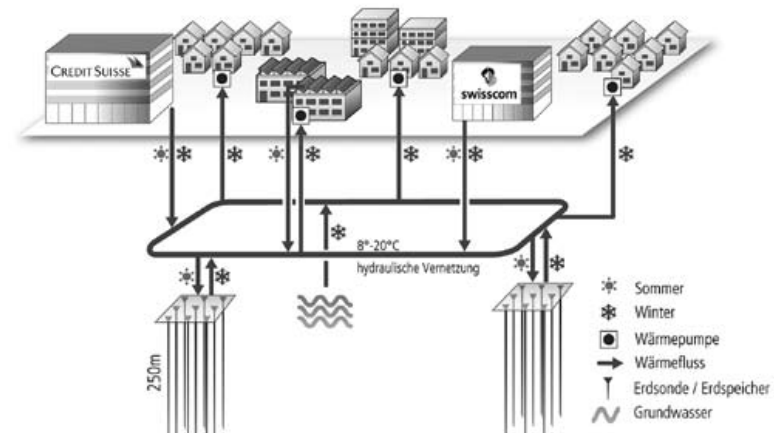 CREDIT SUISSE
swisscom
8°-20°C
hydraulische Vernetzung
250m
Sommer
Winter
Wärmepumpe
Wärmefluss
Erdsonde / Erdspeicher
Grundwasser